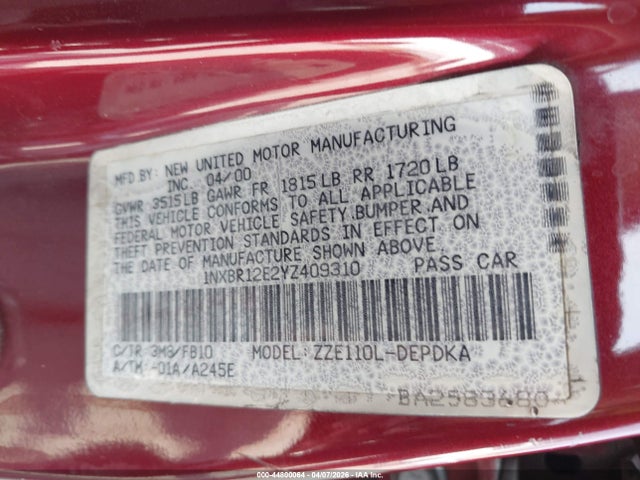 MFD BY: NEW UNITED MOTOR MANUFACTURING
INC. 04/00
GVWR 3515LB GAWR FR 1815LB RR 1720LB
THIS VEHICLE CONFORMS TO ALL APPLICABLE
FEDERAL MOTOR VEHICLE SAFETY,BUMPER AND
THEFT PREVENTION STANDARDS IN EFFECT ON
THE DATE OF MANUFACTURE SHOWN ABOVE.
1NXBR12E2YZ409310 PASS CAR
C/TR 3M3/FB10 MODEL: ZZE110L-DEPDKA
A/TM -01A/A245E
BA2583680
000-44800064 - 04/07/2026 - IAA Inc.